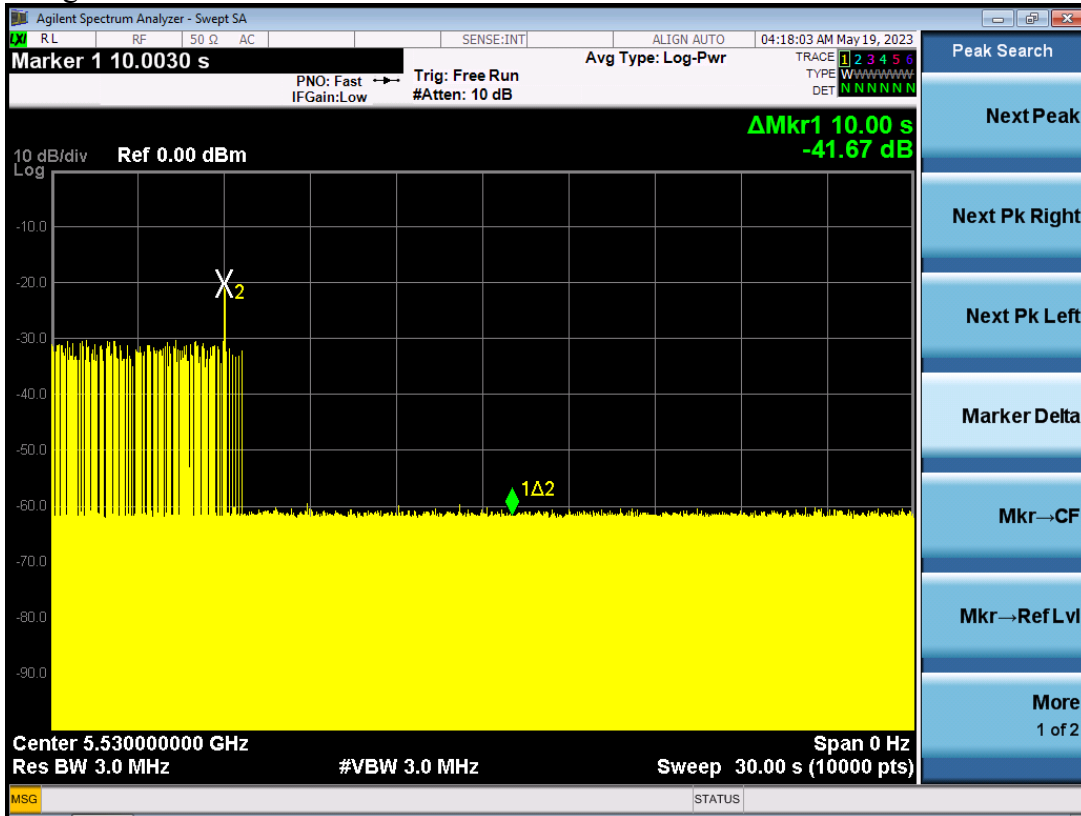 Agilent Spectrum Analyzer - Swept SA
LXI RL RF 50 Ω AC SENSE:INT ALIGN AUTO 04:18:03 AM May 19, 2023
Marker 1 10.0030 s
PNO: Fast
IFGain:Low
Trig: Free Run
#Atten: 10 dB
Avg Type: Log-Pwr
TRACE 1 2 3 4 5 6
TYPE WWWWWWW
DET N N N N N N
ΔMkr1 10.00 s
-41.67 dB
10 dB/div Ref 0.00 dBm
Log
-10.0
-20.0
-30.0
-40.0
-50.0
-60.0
-70.0
-80.0
-90.0
X2
1Δ2
Center 5.530000000 GHz Span 0 Hz
Res BW 3.0 MHz #VBW 3.0 MHz Sweep 30.00 s (10000 pts)
MSG STATUS
Peak Search
Next Peak
Next Pk Right
Next Pk Left
Marker Delta
Mkr→CF
Mkr→Ref Lvl
More
1 of 2